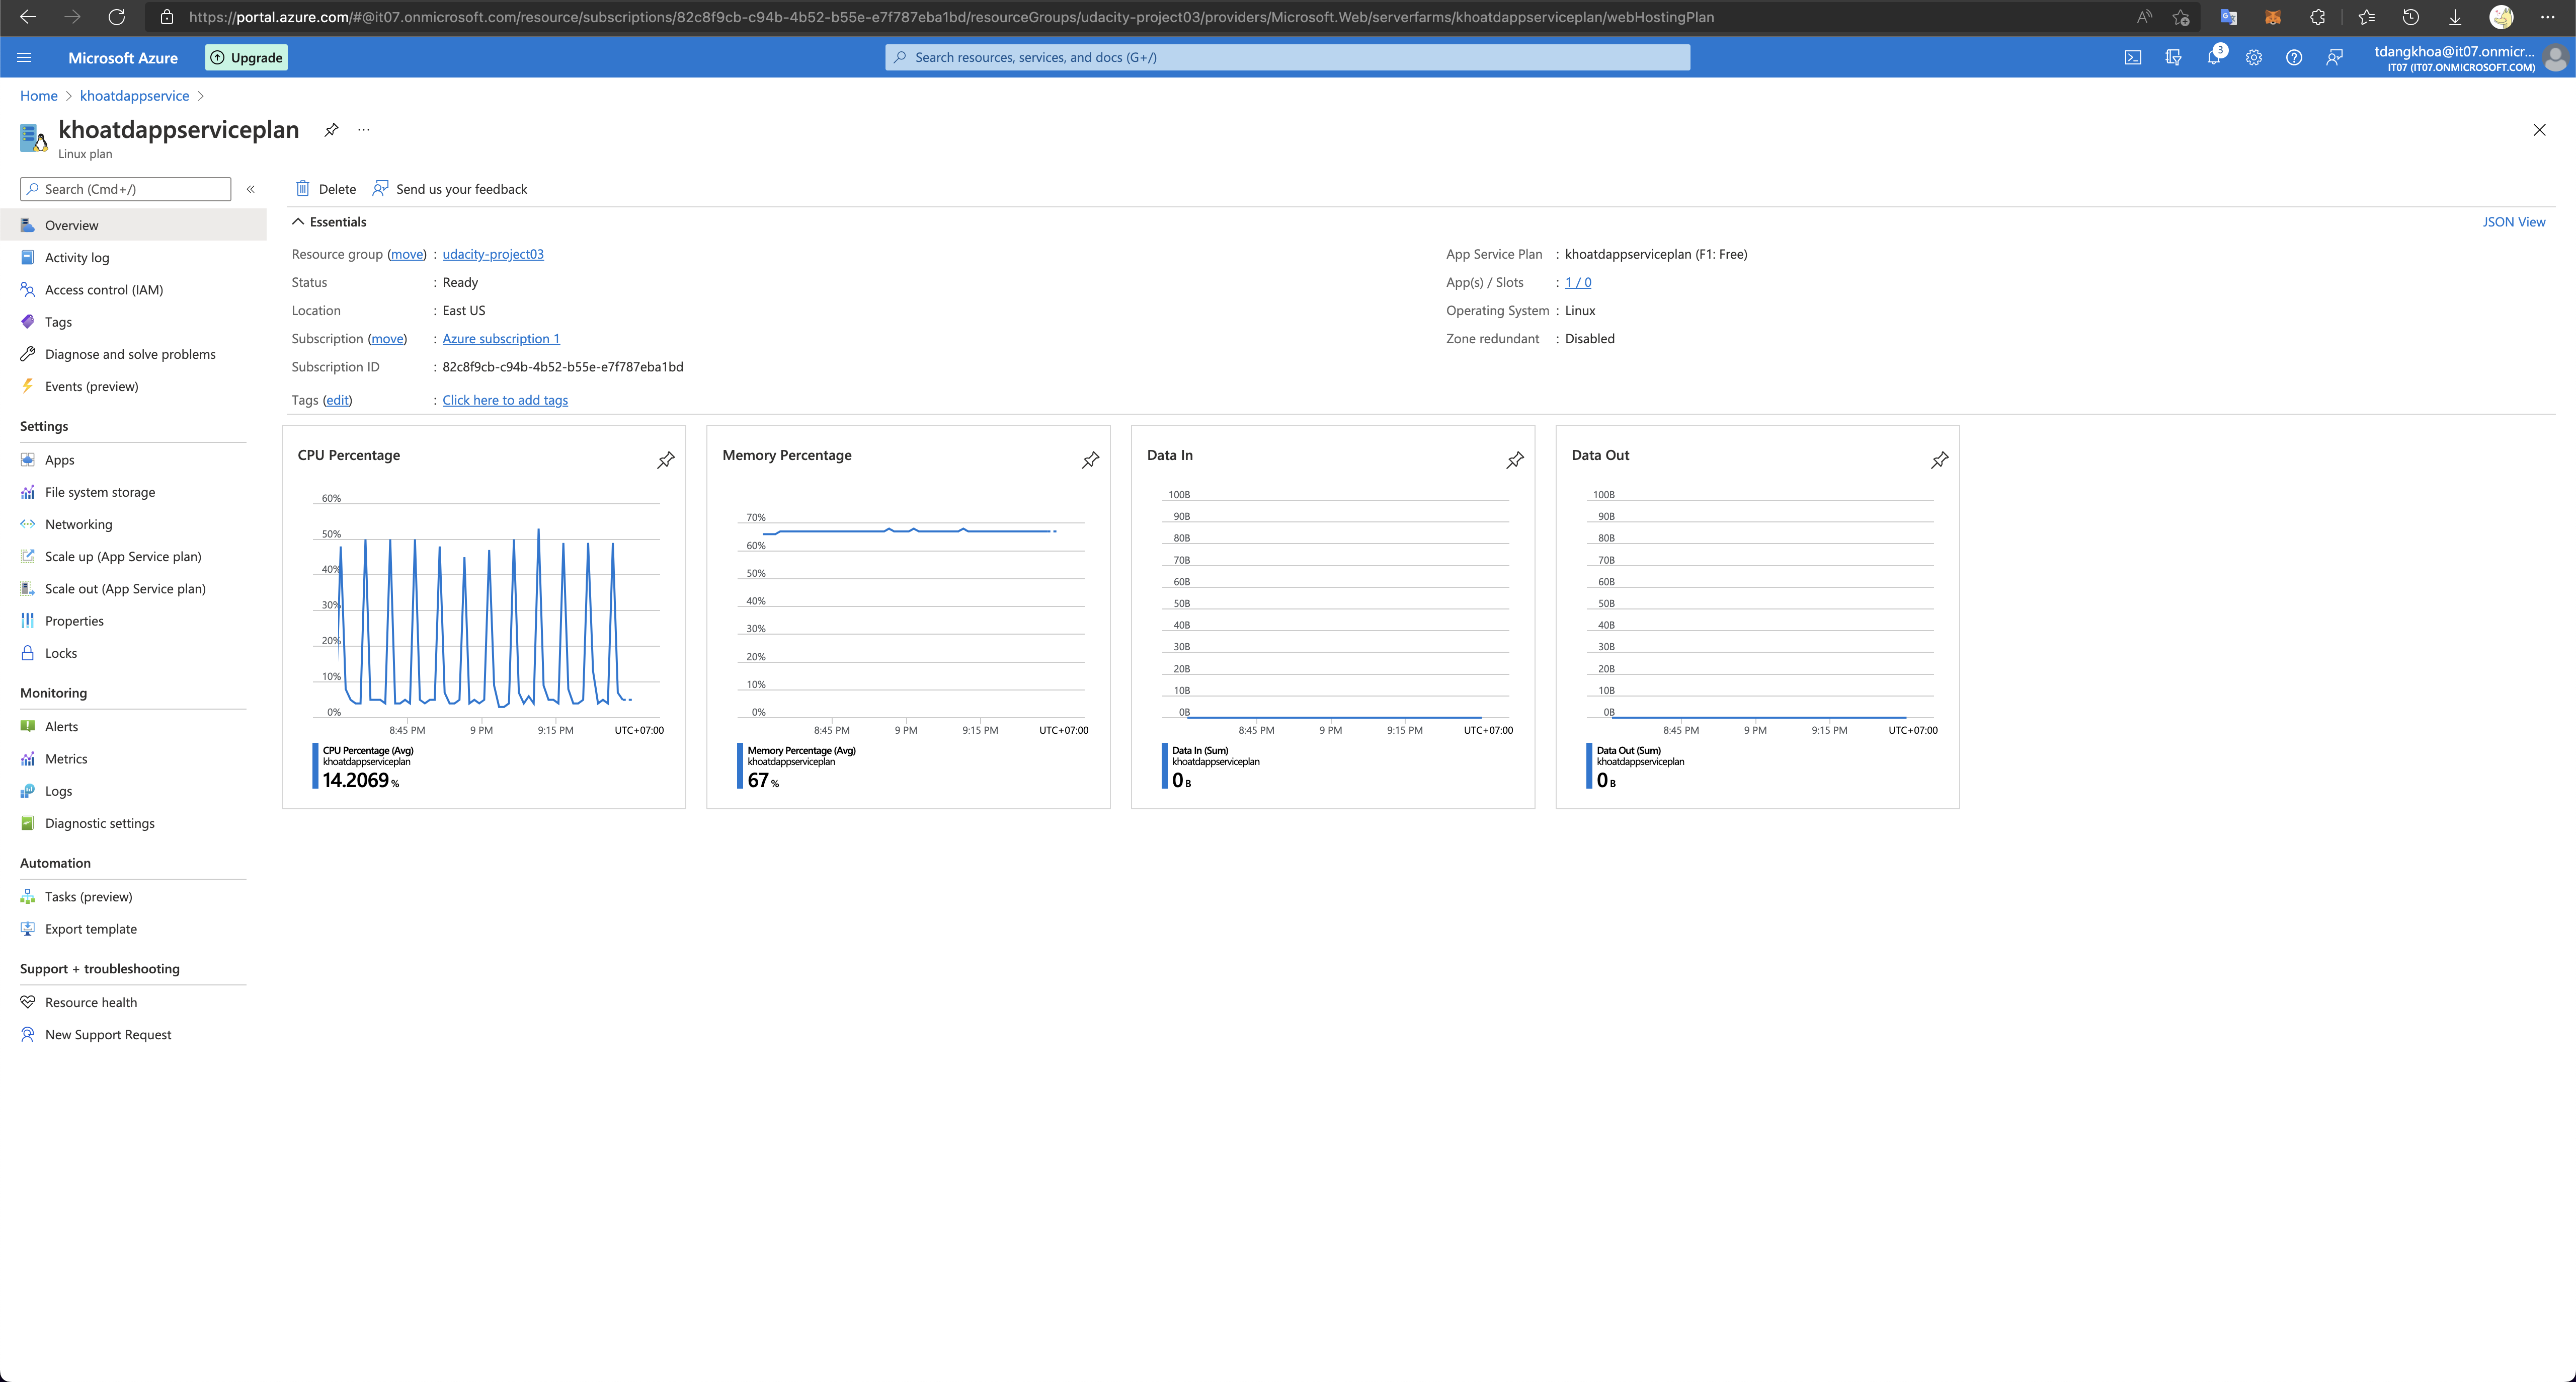 https://portal.azure.com/#@it07.onmicrosoft.com/resource/subscriptions/82c8f9cb-c94b-4b52-b55e-e7f787eba1bd/resourceGroups/udacity-project03/providers/Microsoft.Web/serverfarms/khoatdappserviceplan/webHostingPlan
Microsoft Azure
Upgrade
Search resources, services, and docs (G+/)
3
tdangkhoa@it07.onmicr...
IT07 (IT07.ONMICROSOFT.COM)
Home > khoatdappservice >
khoatdappserviceplan
...
Linux plan
Search (Cmd+/)
«
Overview
Activity log
Access control (IAM)
Tags
Diagnose and solve problems
Events (preview)
Settings
Apps
File system storage
Networking
Scale up (App Service plan)
Scale out (App Service plan)
Properties
Locks
Monitoring
Alerts
Metrics
Logs
Diagnostic settings
Automation
Tasks (preview)
Export template
Support + troubleshooting
Resource health
New Support Request
Delete
Send us your feedback
Essentials
JSON View
Resource group (move) : udacity-project03
Status : Ready
Location : East US
Subscription (move) : Azure subscription 1
Subscription ID : 82c8f9cb-c94b-4b52-b55e-e7f787eba1bd
Tags (edit) : Click here to add tags
App Service Plan : khoatdappserviceplan (F1: Free)
App(s) / Slots : 1 / 0
Operating System : Linux
Zone redundant : Disabled
CPU Percentage
60%
50%
40%
30%
20%
10%
0%
8:45 PM 9 PM 9:15 PM UTC+07:00
CPU Percentage (Avg)
khoatdappserviceplan
14.2069 %
Memory Percentage
70%
60%
50%
40%
30%
20%
10%
0%
8:45 PM 9 PM 9:15 PM UTC+07:00
Memory Percentage (Avg)
khoatdappserviceplan
67 %
Data In
100B
90B
80B
70B
60B
50B
40B
30B
20B
10B
0B
8:45 PM 9 PM 9:15 PM UTC+07:00
Data In (Sum)
khoatdappserviceplan
0 B
Data Out
100B
90B
80B
70B
60B
50B
40B
30B
20B
10B
0B
8:45 PM 9 PM 9:15 PM UTC+07:00
Data Out (Sum)
khoatdappserviceplan
0 B